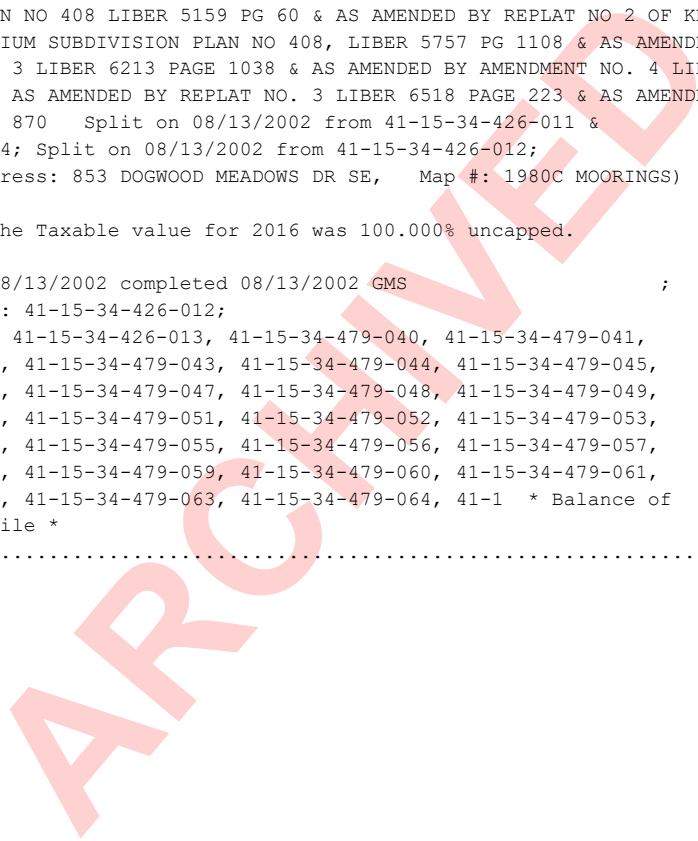 N NO 408 LIBER 5159 PG 60 & AS AMENDED BY REPLAT NO 2 OF
IUM SUBDIVISION PLAN NO 408, LIBER 5757 PG 1108 & AS AMEND
3 LIBER 6213 PAGE 1038 & AS AMENDED BY AMENDMENT NO. 4
AS AMENDED BY REPLAT NO. 3 LIBER 6518 PAGE 223 & AS AMEND
870 Split on 08/13/2002 from 41-15-34-426-011 &
4; Split on 08/13/2002 from 41-15-34-426-012;
ress: 853 DOGWOOD MEADOWS DR SE, Map #: 1980C MOORINGS)
he Taxable value for 2016 was 100.000% uncapped.
8/13/2002 completed 08/13/2002 GMS ;
: 41-15-34-426-012;
41-15-34-426-013, 41-15-34-479-040, 41-15-34-479-041,
, 41-15-34-479-043, 41-15-34-479-044, 41-15-34-479-045,
, 41-15-34-479-047, 41-15-34-479-048, 41-15-34-479-049,
, 41-15-34-479-051, 41-15-34-479-052, 41-15-34-479-053,
, 41-15-34-479-055, 41-15-34-479-056, 41-15-34-479-057,
, 41-15-34-479-059, 41-15-34-479-060, 41-15-34-479-061,
, 41-15-34-479-063, 41-15-34-479-064, 41-1 * Balance of
ile *
.........................................................
ARCHIVED